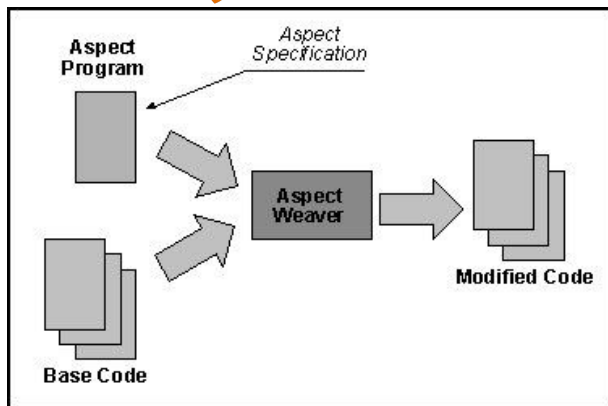 Aspect
Program
Aspect
Specification
Aspect
Weaver
Modified Code
Base Code